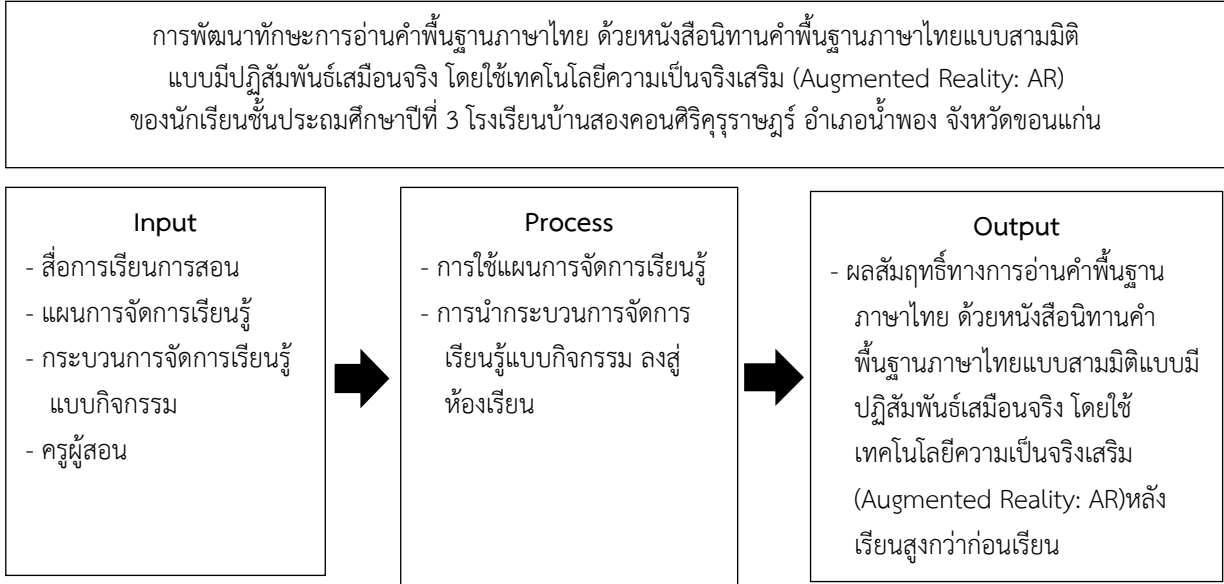 การพัฒนาทักษะการอ่านคำพื้นฐานภาษาไทย ด้วยหนังสือนิทานคำพื้นฐานภาษาไทยแบบสามมิติ
แบบมีปฏิสัมพันธ์เสมือนจริง โดยใช้เทคโนโลยีความเป็นจริงเสริม (Augmented Reality: AR)
ของนักเรียนชั้นประถมศึกษาปีที่ 3 โรงเรียนบ้านสองคอนศิริคุรุราษฎร์ อำเภอน้ำพอง จังหวัดขอนแก่น
Input
- สื่อการเรียนการสอน
- แผนการจัดการเรียนรู้
- กระบวนการจัดการเรียนรู้
แบบกิจกรรม
- ครูผู้สอน
Process
- การใช้แผนการจัดการเรียนรู้
- การนำกระบวนการจัดการ
เรียนรู้แบบกิจกรรม ลงสู่
ห้องเรียน
Output
- ผลสัมฤทธิ์ทางการอ่านคำพื้นฐาน
ภาษาไทย ด้วยหนังสือนิทานคำ
พื้นฐานภาษาไทยแบบสามมิติแบบมี
ปฏิสัมพันธ์เสมือนจริง โดยใช้
เทคโนโลยีความเป็นจริงเสริม
(Augmented Reality: AR)หลัง
เรียนสูงกว่าก่อนเรียน